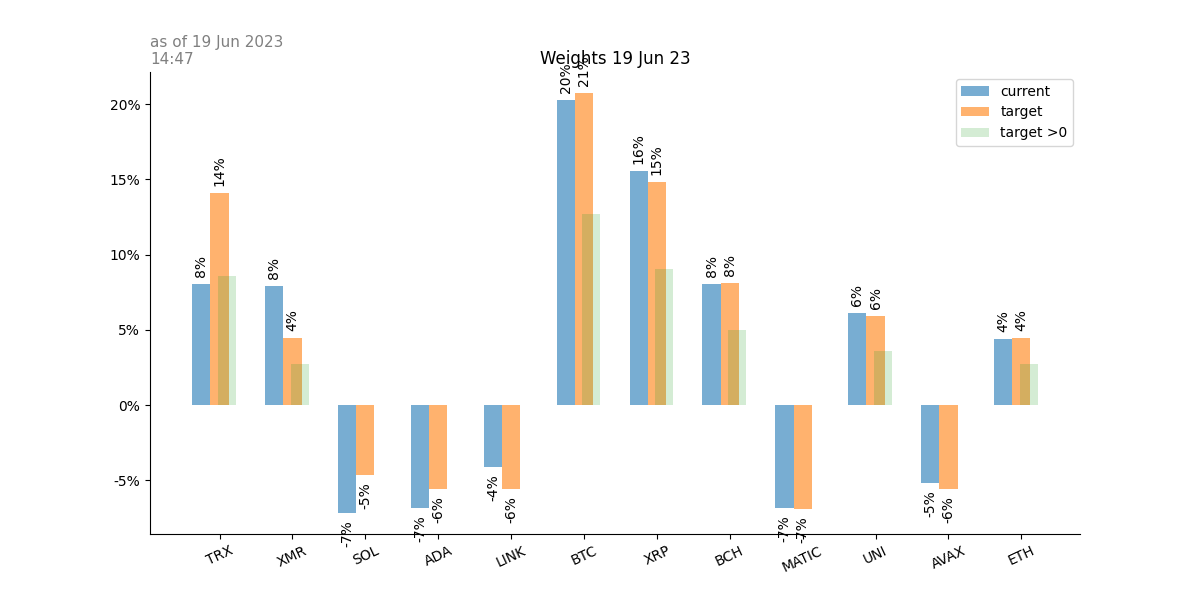 as of 19 Jun 2023
14:47
Weights 19 Jun 23
current
target
target >0
20%
15%
10%
5%
0%
-5%
8%
14%
8%
4%
-7%
-5%
-7%
-6%
-4%
-6%
20%
21%
16%
15%
8%
8%
-7%
-7%
6%
6%
-5%
-6%
4%
4%
TRX
XMR
SOL
ADA
LINK
BTC
XRP
BCH
MATIC
UNI
AVAX
ETH